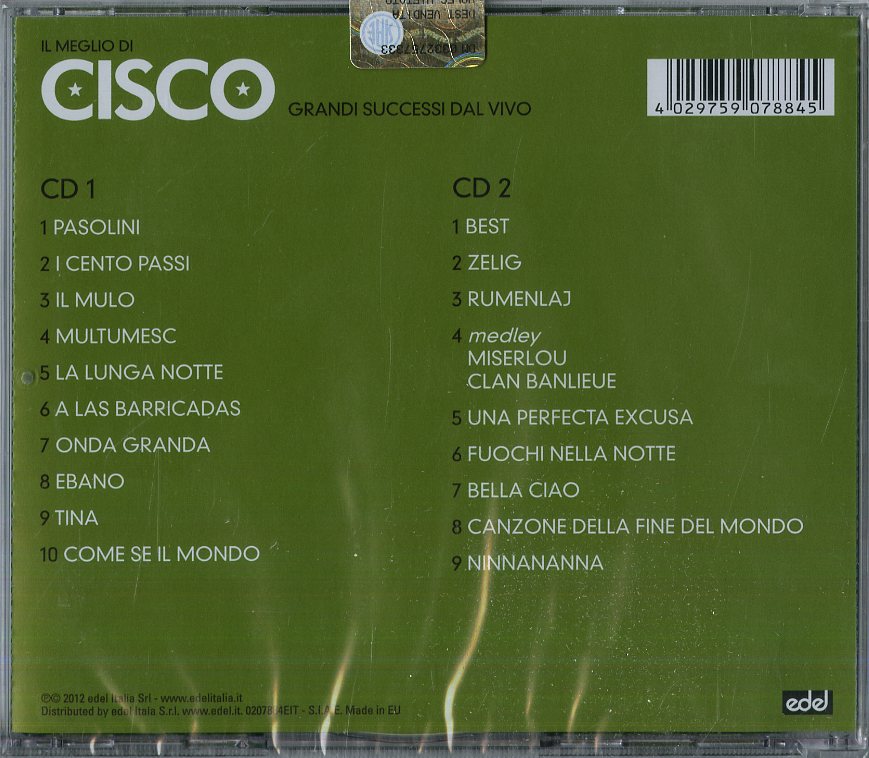 IL MEGLIO DI
CISCO
GRANDI SUCCESSI DAL VIVO
4 029759 078845
CD 1
1 PASOLINI
2 I CENTO PASSI
3 IL MULO
4 MULTUMESC
5 LA LUNGA NOTTE
6 A LAS BARRICADAS
7 ONDA GRANDA
8 EBANO
9 TINA
10 COME SE IL MONDO
CD 2
1 BEST
2 ZELIG
3 RUMENLAJ
4 medley
MISERLOU
CLAN BANLIEUE
5 UNA PERFECTA EXCUSA
6 FUOCHI NELLA NOTTE
7 BELLA CIAO
8 CANZONE DELLA FINE DEL MONDO
9 NINNANANNA
℗© 2012 edel Italia Srl - www.edelitalia.it
Distributed by edel Itala S.r.l. www.edel.it. 0207884EIT - S.I.A.E. Made in EU
edel
DEST VENDITA